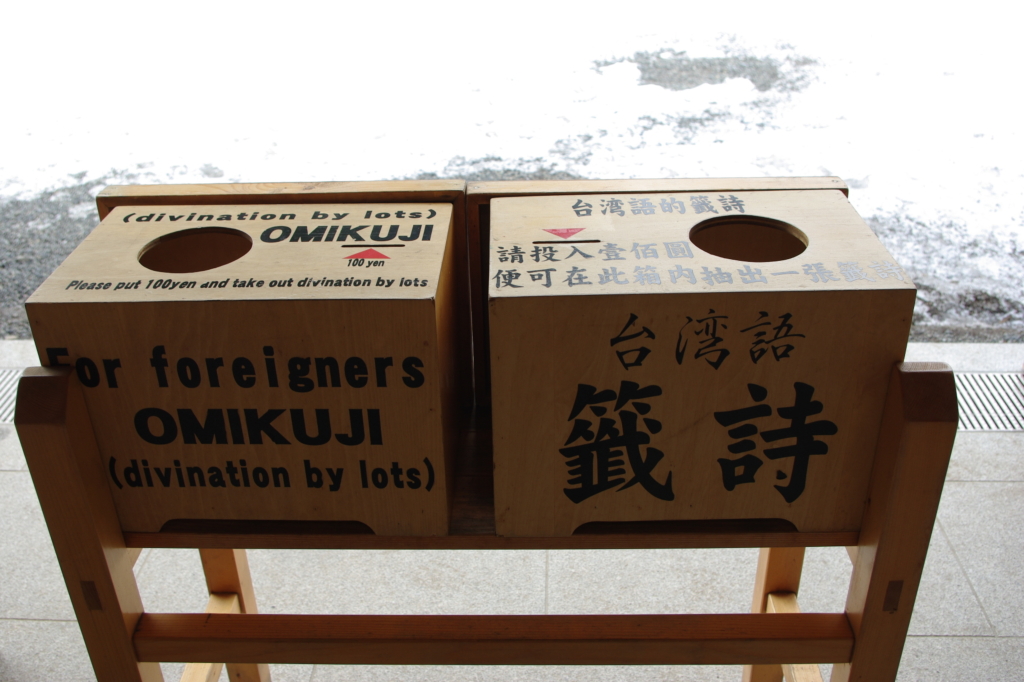 (divination by lots)
OMIKUJI
100 yen
Please put 100yen and take out divination by lots
For foreigners
OMIKUJI
(divination by lots)
台湾語的籤詩
請投入壹佰圓
便可在此箱内抽出一張籤詩
台湾語
籤詩